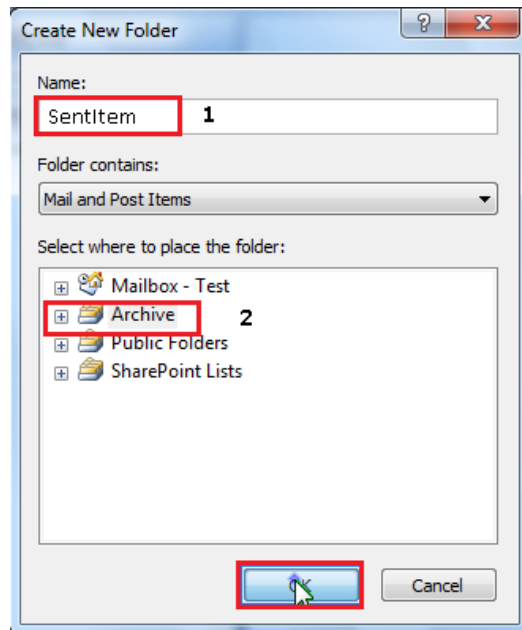 Create New Folder
Name:
SentItem 1
Folder contains:
Mail and Post Items
Select where to place the folder:
Mailbox - Test
Archive 2
Public Folders
SharePoint Lists
OK Cancel